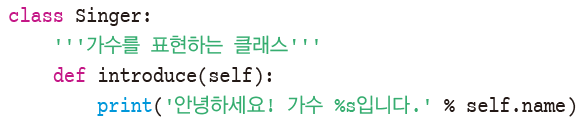 class Singer:
    '''가수를 표현하는 클래스'''
    def introduce(self):
        print('안녕하세요! 가수 %s입니다.' % self.name)